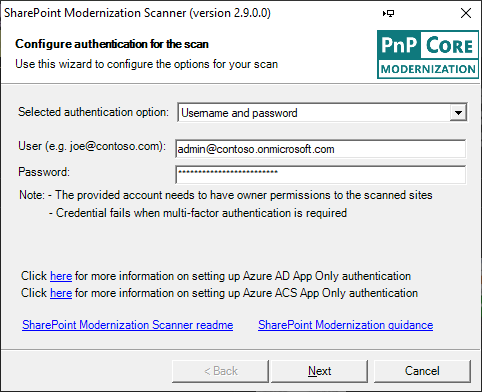 SharePoint Modernization Scanner (version 2.9.0.0)
Configure authentication for the scan
Use this wizard to configure the options for your scan
PnP Core
MODERNIZATION
Selected authentication option: Username and password
User (e.g. joe@contoso.com): admin@contoso.onmicrosoft.com
Password: *************************
Note: - The provided account needs to have owner permissions to the scanned sites
- Credential fails when multi-factor authentication is required
Click here for more information on setting up Azure AD App Only authentication
Click here for more information on setting up Azure ACS App Only authentication
SharePoint Modernization Scanner readme SharePoint Modernization guidance
< Back Next Cancel